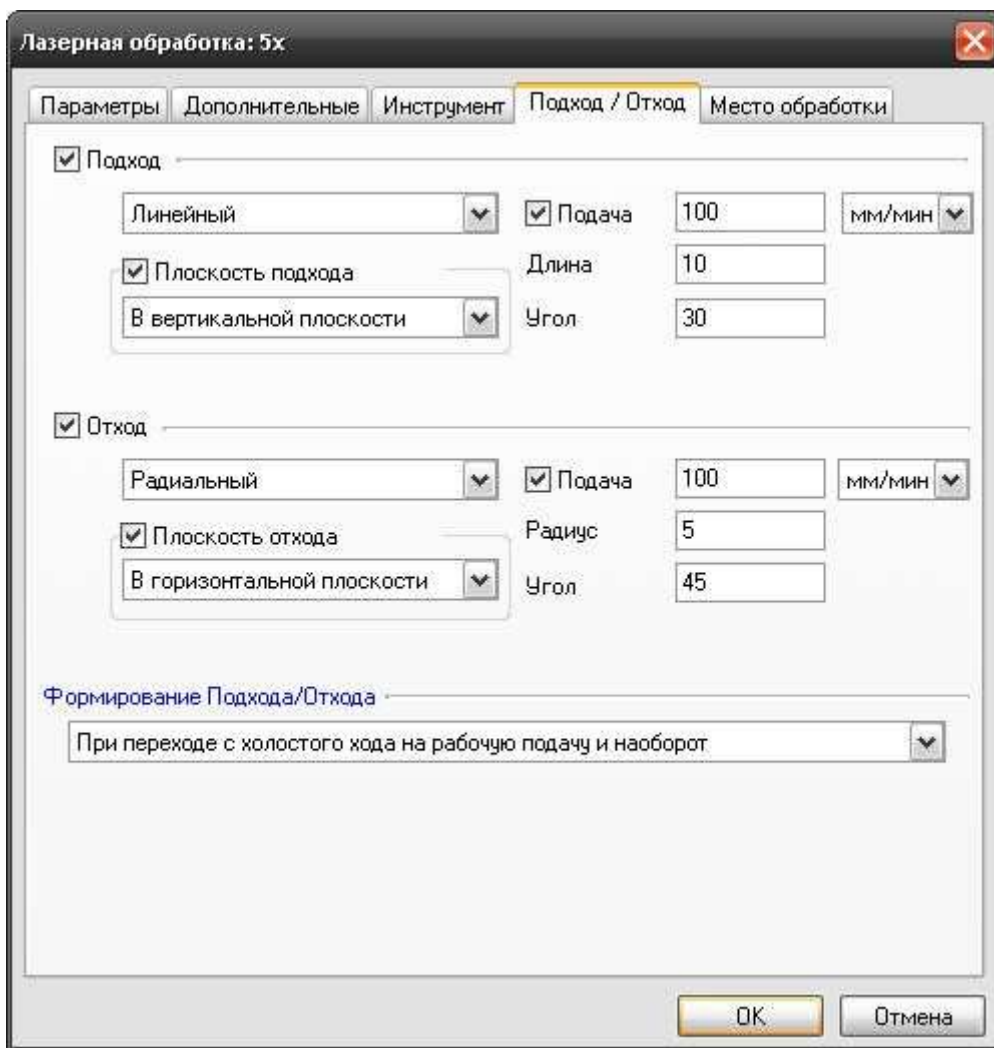 Лазерная обработка: 5x
Параметры Дополнительные Инструмент Подход / Отход Место обработки
Подход
Линейный Подача 100 мм/мин
Плоскость подхода Длина 10
В вертикальной плоскости Угол 30
Отход
Радиальный Подача 100 мм/мин
Плоскость отхода Радиус 5
В горизонтальной плоскости Угол 45
Формирование Подхода/Отхода
При переходе с холостого хода на рабочую подачу и наоборот
OK Отмена